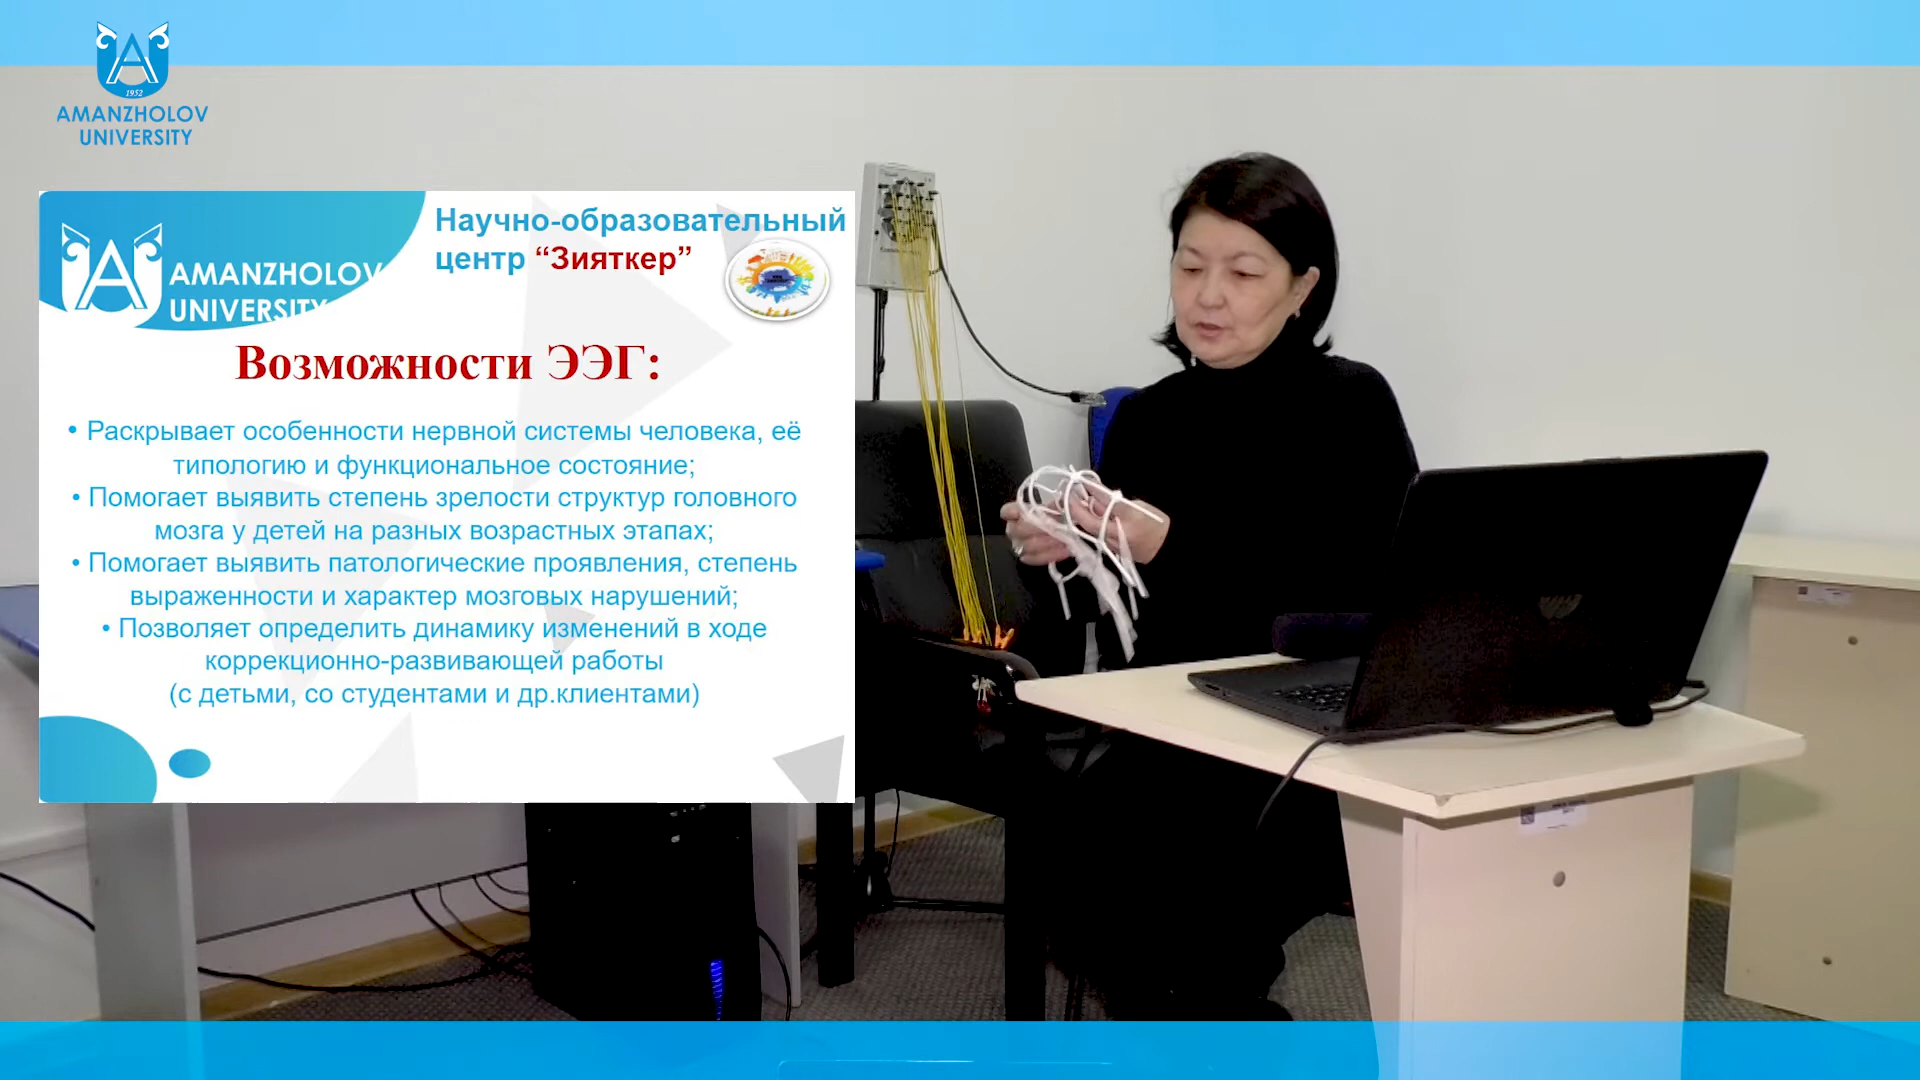 1952
AMANZHOLOV
UNIVERSITY
Научно-образовательный
центр “Зияткер”
AMANZHOLOV
UNIVERSITY
Возможности ЭЭГ:
• Раскрывает особенности нервной системы человека, её
типологию и функциональное состояние;
• Помогает выявить степень зрелости структур головного
мозга у детей на разных возрастных этапах;
• Помогает выявить патологические проявления, степень
выраженности и характер мозговых нарушений;
• Позволяет определить динамику изменений в ходе
коррекционно-развивающей работы
(с детьми, со студентами и др.клиентами)